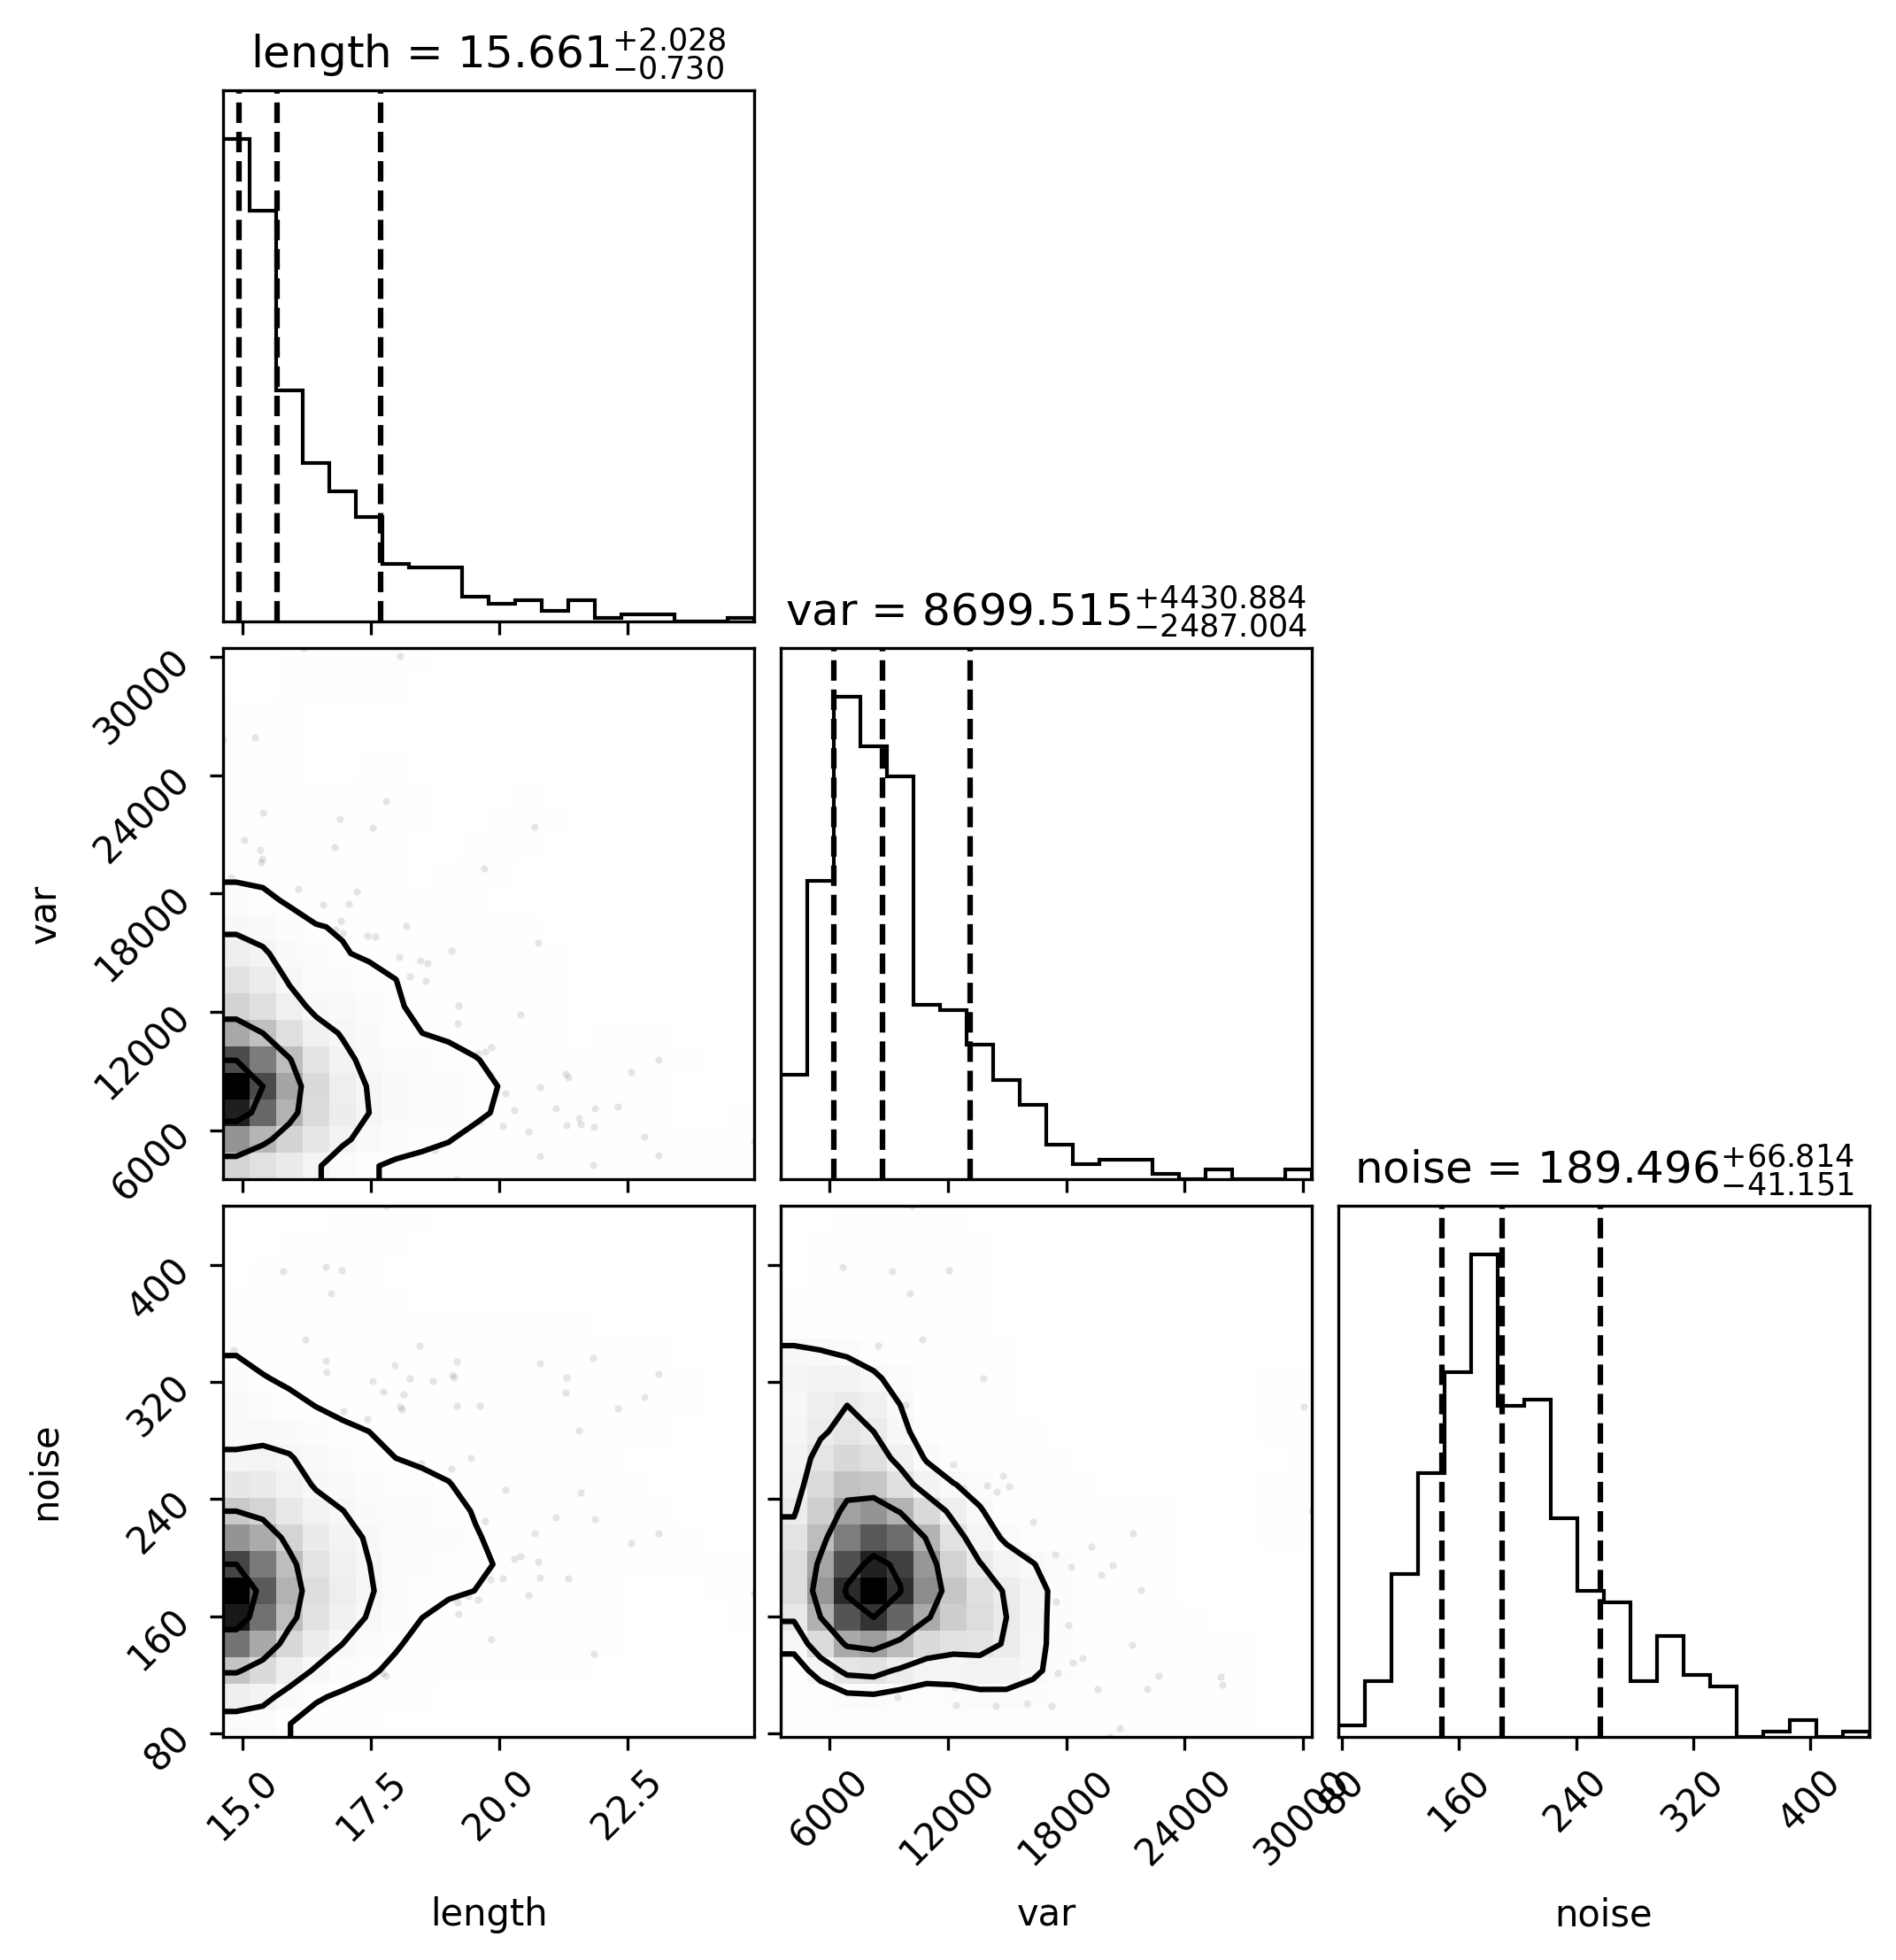 length = 15.661 +2.028 −0.730
var = 8699.515 +4430.884 −2487.004
30000
24000
18000
12000
6000
var
noise = 189.496 +66.814 −41.151
400
320
240
160
80
noise
15.0 17.5 20.0 22.5
6000 12000 18000 24000 30000
80 160 240 320 400
length var noise